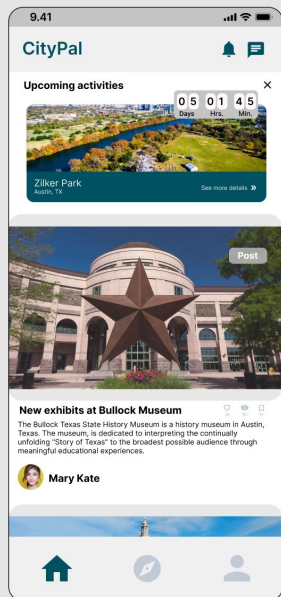 9.41
CityPal
Upcoming activities
05 01 45
Days Hrs. Min.
Zilker Park
Austin, TX
See more details »
Post
New exhibits at Bullock Museum
The Bullock Texas State History Museum is a history museum in Austin,
Texas. The museum, is dedicated to interpreting the continually
unfolding "Story of Texas" to the broadest possible audience through
meaningful educational experiences.
Mary Kate